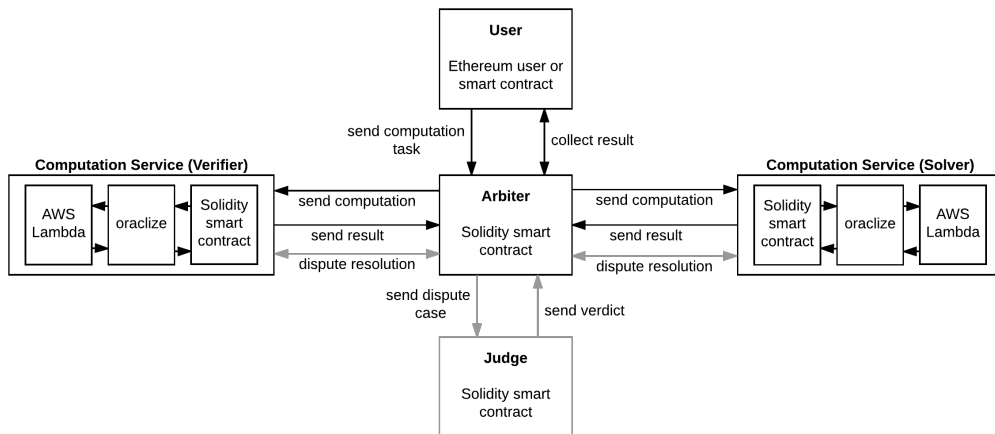 User
Ethereum user or
smart contract
send computation
task
collect result
Computation Service (Verifier)
AWS
Lambda
oraclize
Solidity
smart
contract
send computation
send result
dispute resolution
Arbiter
Solidity smart
contract
Computation Service (Solver)
send computation
send result
dispute resolution
Solidity
smart
contract
oraclize
AWS
Lambda
send dispute
case
send verdict
Judge
Solidity smart
contract